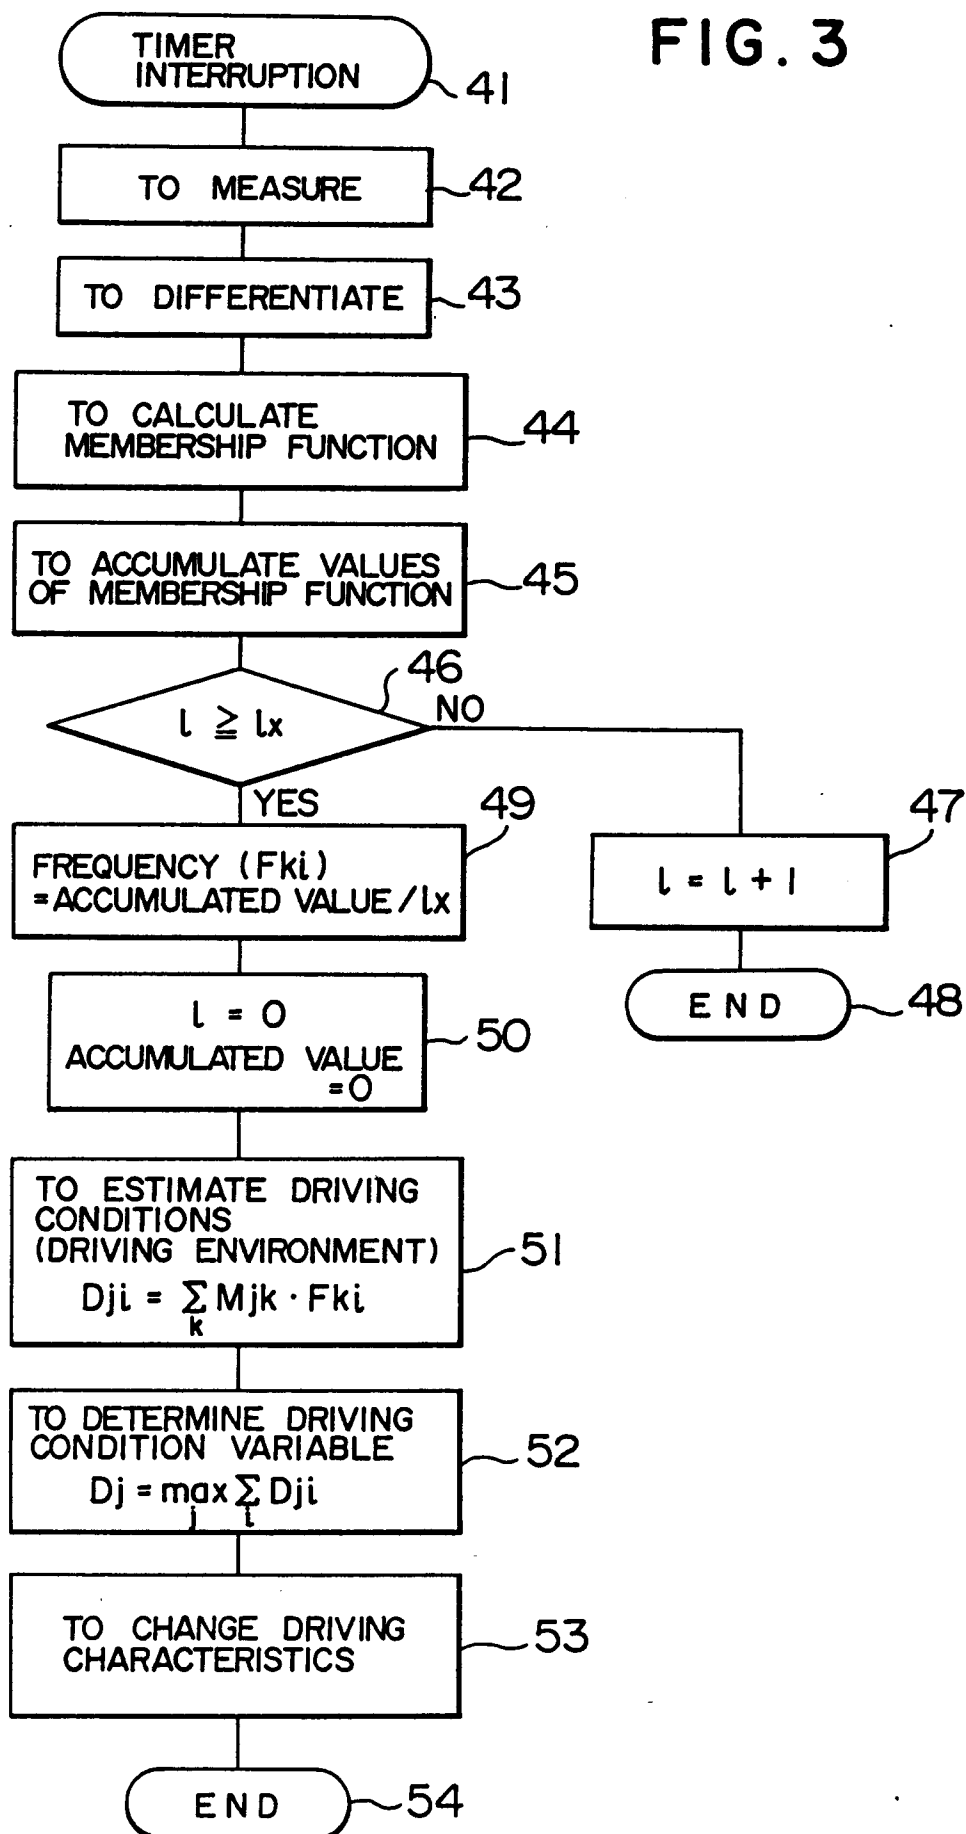 FIG. 3
TIMER
INTERRUPTION
41
TO MEASURE
42
TO DIFFERENTIATE
43
TO CALCULATE
MEMBERSHIP FUNCTION
44
TO ACCUMULATE VALUES
OF MEMBERSHIP FUNCTION
45
46
l ≧ lx
NO
YES
47
l = l + 1
END
48
49
FREQUENCY (Fki)
=ACCUMULATED VALUE/lx
l = 0
ACCUMULATED VALUE
=0
50
TO ESTIMATE DRIVING
CONDITIONS
(DRIVING ENVIRONMENT)
Dji = Σ Mjk · Fki
k
51
TO DETERMINE DRIVING
CONDITION VARIABLE
Dj = max Σ Dji
j i
52
TO CHANGE DRIVING
CHARACTERISTICS
53
END
54